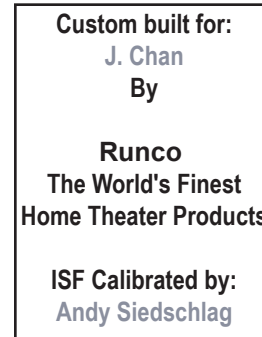 Custom built for:
J. Chan
By
Runco
The World's Finest
Home Theater Products
ISF Calibrated by:
Andy Siedschlag